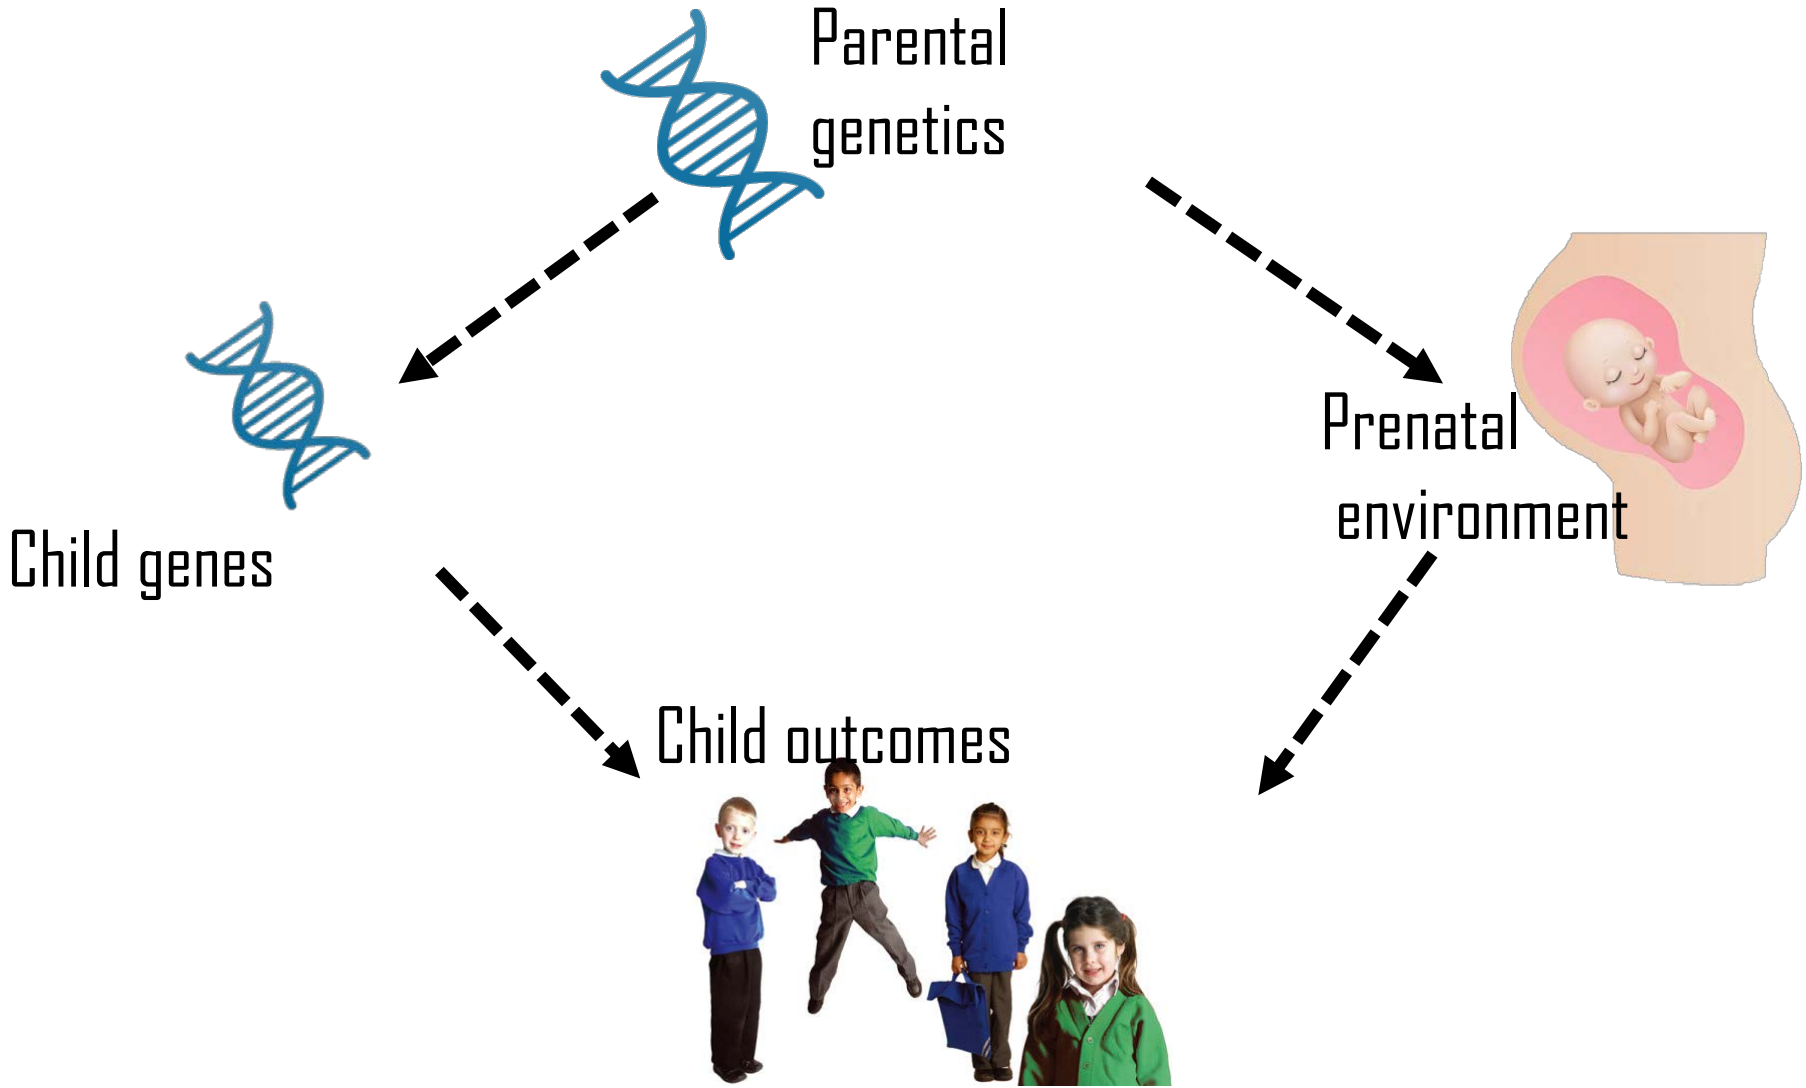 Parental
genetics
Prenatal
environment
Child genes
Child outcomes